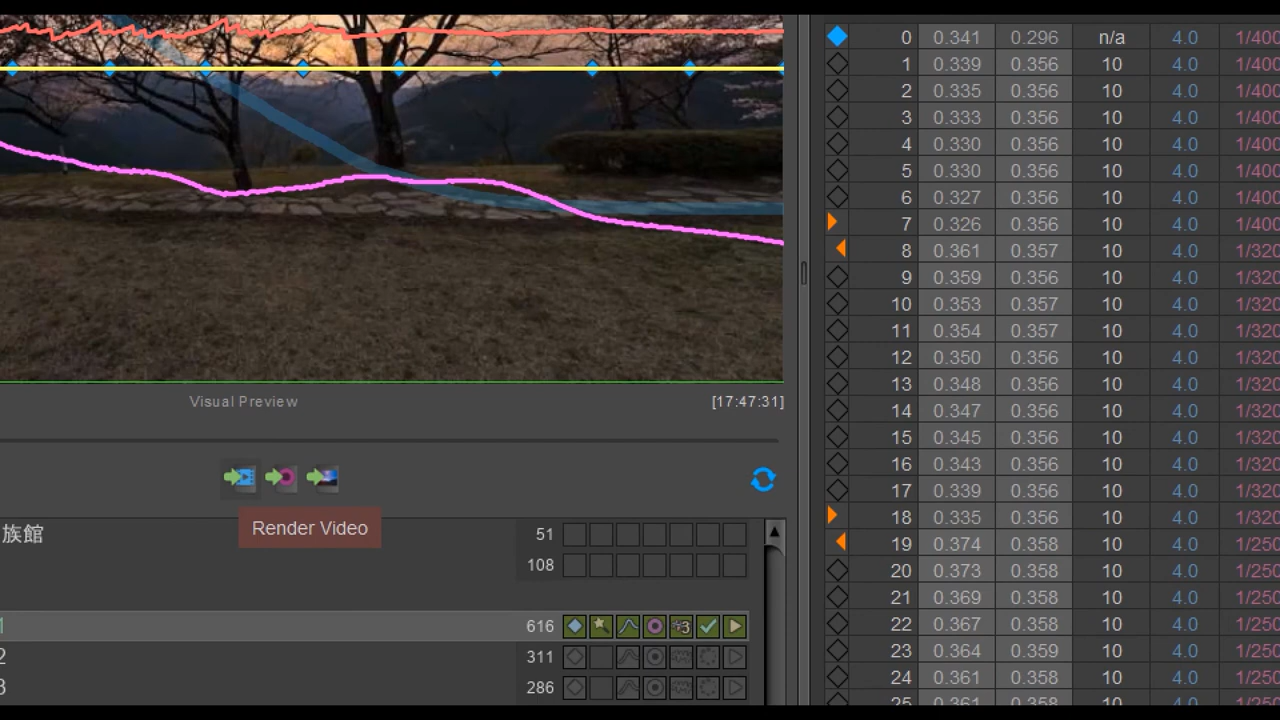 Visual Preview [17:47:31]
Render Video
族館 51
108
1 616
2 311
3 286
0 0.341 0.296 n/a 4.0 1/400
1 0.339 0.356 10 4.0 1/400
2 0.335 0.356 10 4.0 1/400
3 0.333 0.356 10 4.0 1/400
4 0.330 0.356 10 4.0 1/400
5 0.330 0.356 10 4.0 1/400
6 0.327 0.356 10 4.0 1/400
7 0.326 0.356 10 4.0 1/400
8 0.361 0.357 10 4.0 1/320
9 0.359 0.356 10 4.0 1/320
10 0.353 0.357 10 4.0 1/320
11 0.354 0.357 10 4.0 1/320
12 0.350 0.356 10 4.0 1/320
13 0.348 0.356 10 4.0 1/320
14 0.347 0.356 10 4.0 1/320
15 0.345 0.356 10 4.0 1/320
16 0.343 0.356 10 4.0 1/320
17 0.339 0.356 10 4.0 1/320
18 0.335 0.356 10 4.0 1/320
19 0.374 0.358 10 4.0 1/250
20 0.373 0.358 10 4.0 1/250
21 0.369 0.358 10 4.0 1/250
22 0.367 0.358 10 4.0 1/250
23 0.364 0.359 10 4.0 1/250
24 0.361 0.358 10 4.0 1/250
25 0.361 0.358 10 4.0 1/250